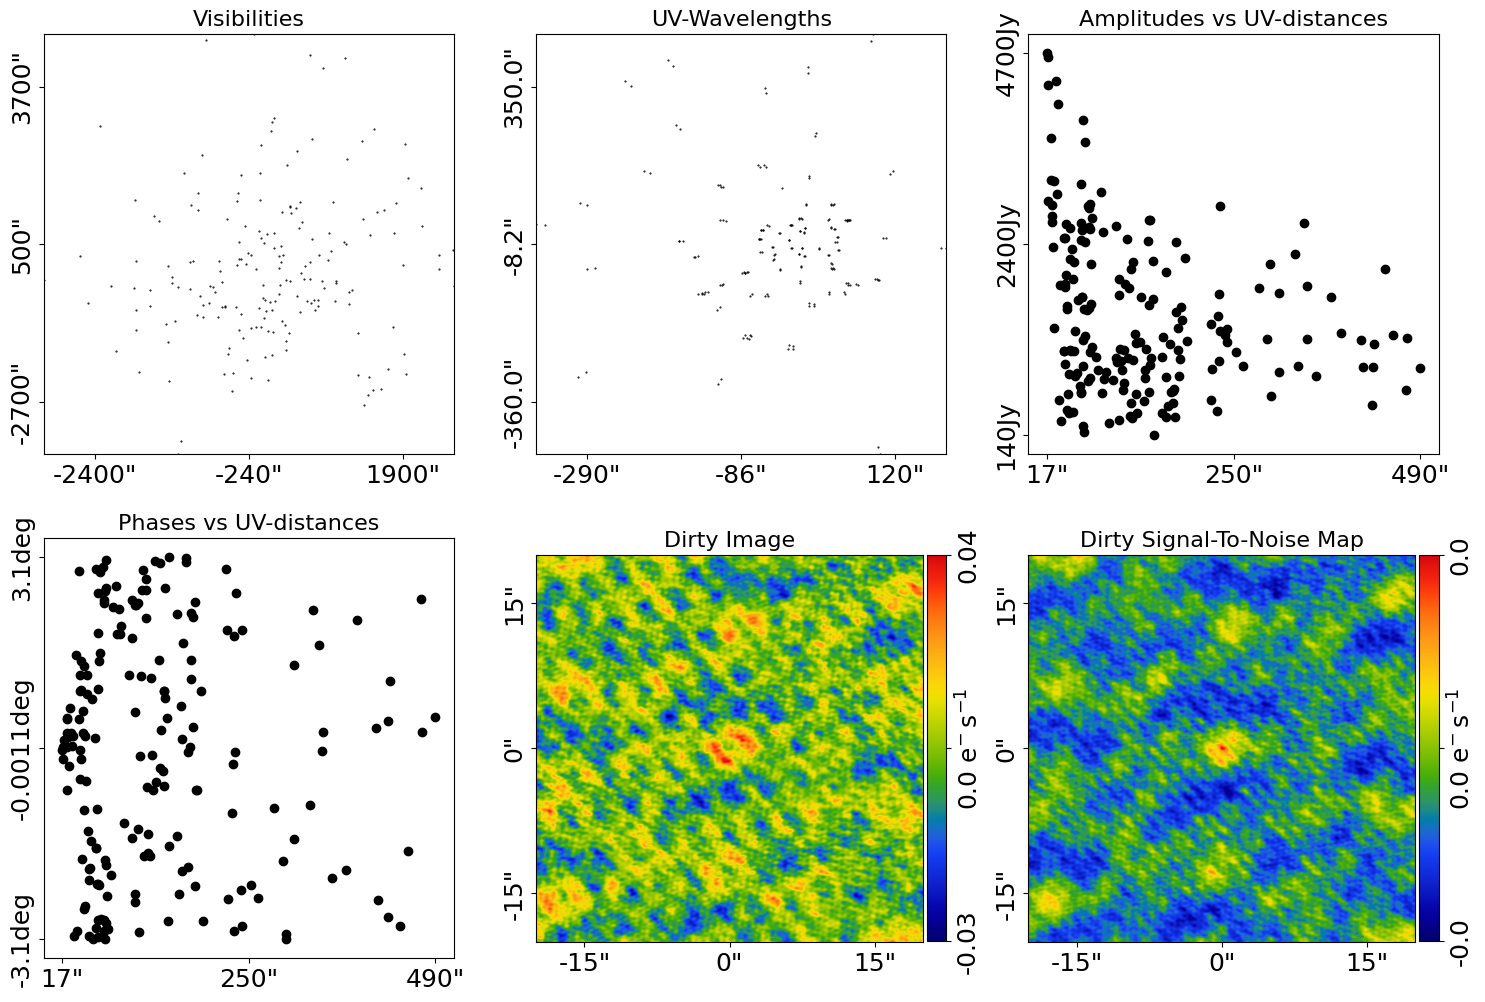 Visibilities
3700"
500"
-2700"
-2400"
-240"
1900"
UV-Wavelengths
350.0"
-8.2"
-360.0"
-290"
-86"
120"
Amplitudes vs UV-distances
4700Jy
2400Jy
140Jy
17"
250"
490"
Phases vs UV-distances
3.1deg
-0.0011deg
-3.1deg
17"
250"
490"
Dirty Image
15"
0"
-15"
-15"
0"
15"
0.04
0.0 e⁻ s⁻¹
-0.03
Dirty Signal-To-Noise Map
15"
0"
-15"
-15"
0"
15"
0.0
0.0 e⁻ s⁻¹
-0.0